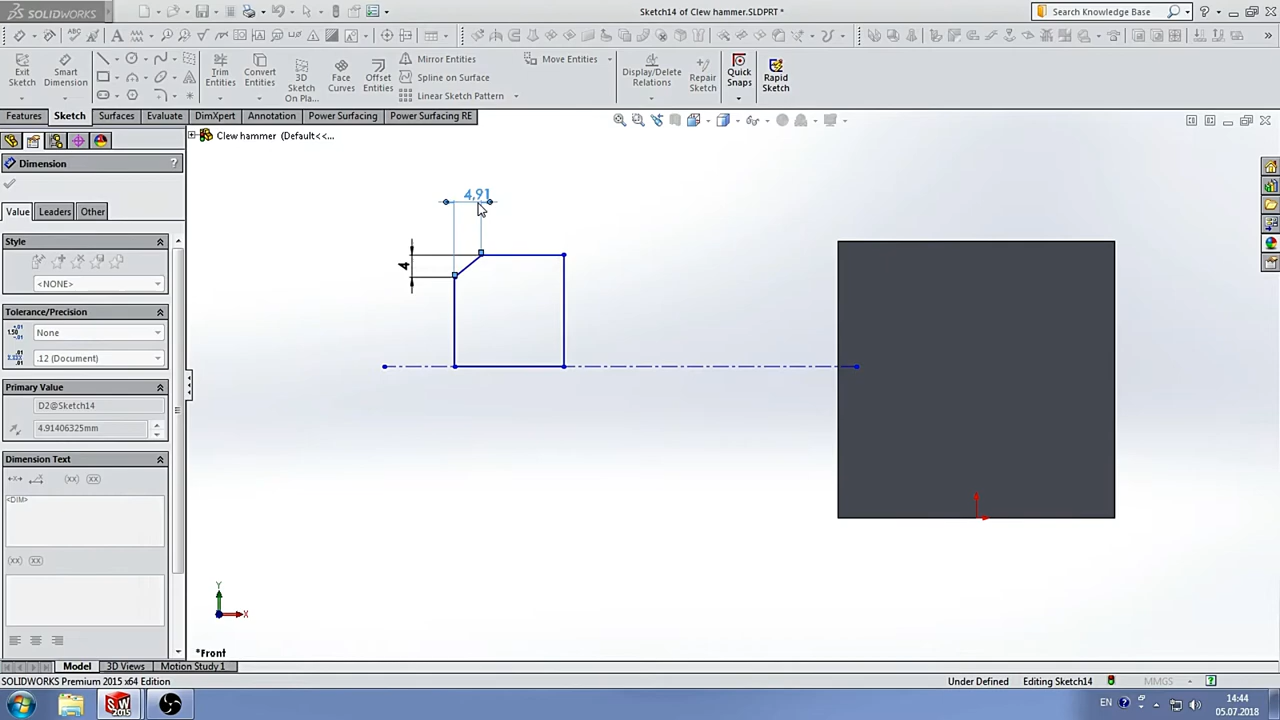 SOLIDWORKS
Sketch14 of Clew hammer.SLDPRT *
Search Knowledge Base
Exit Sketch
Smart Dimension
Trim Entities
Convert Entities
3D Sketch On Pla...
Face Curves
Offset Entities
Mirror Entities
Spline on Surface
Linear Sketch Pattern
Move Entities
Display/Delete Relations
Repair Sketch
Quick Snaps
Rapid Sketch
Features
Sketch
Surfaces
Evaluate
DimXpert
Annotation
Power Surfacing
Power Surfacing RE
Clew hammer (Default<<...
Dimension
?
Value
Leaders
Other
Style
<NONE>
Tolerance/Precision
None
.12 (Document)
Primary Value
D2@Sketch14
4.91406325mm
Dimension Text
<DIM>
4,91
4
Y
X
*Front
Model
3D Views
Motion Study 1
SOLIDWORKS Premium 2015 x64 Edition
Under Defined
Editing Sketch14
MMGS
EN
14:44
05.07.2018